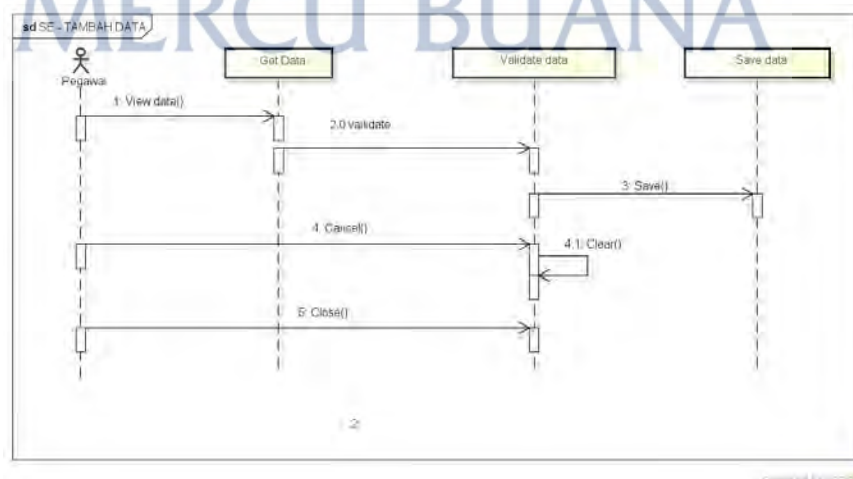 MERCU BUANA
sd SE - TAMBAH DATA
Pegawai
Get Data
Validate data
Save data
1: View data()
2.0 validate
3: Save()
4: Cancel()
4.1: Clear()
5: Close()
2: